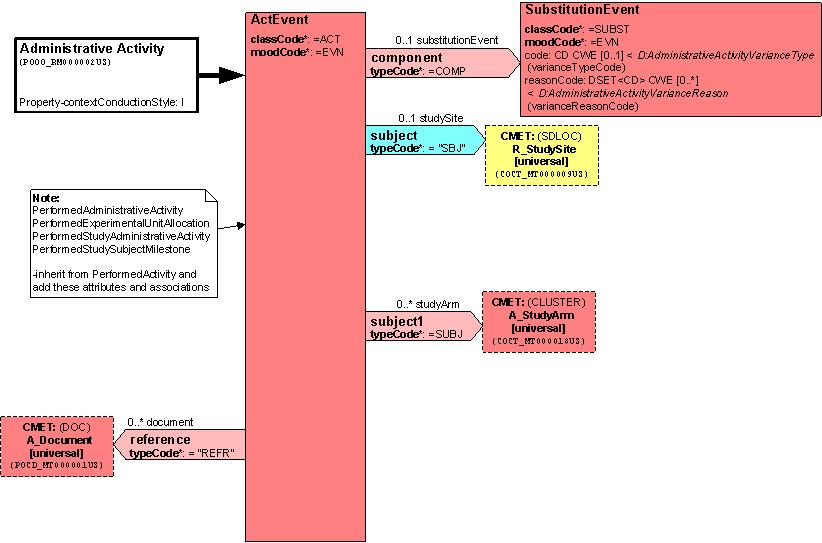 Administrative Activity
(POOO_RM000002US)
Property-contextConductionStyle: I
ActEvent
classCode*: =ACT
moodCode*: =EVN
0..1 substitutionEvent
component
typeCode*: =COMP
SubstitutionEvent
classCode*: =SUBST
moodCode*: =EVN
code: CD CWE [0..1] < D:AdministrativeActivityVarianceType
(varianceTypeCode)
reasonCode: DSET<CD> CWE [0..*]
< D:AdministrativeActivityVarianceReason
(varianceReasonCode)
0..1 studySite
subject
typeCode*: = "SBJ"
CMET: (SDLOC)
R_StudySite
[universal]
(COCT_MT000009US)
Note:
PerformedAdministrativeActivity
PerformedExperimentalUnitAllocation
PerformedStudyAdministrativeActivity
PerformedStudySubjectMilestone
-inherit from PerformedActivity and
add these attributes and associations
0..* studyArm
subject1
typeCode*: =SUBJ
CMET: (CLUSTER)
A_StudyArm
[universal]
(COCT_MT000018US)
0..* document
reference
typeCode*: = "REFR"
CMET: (DOC)
A_Document
[universal]
(POCD_MT000001US)